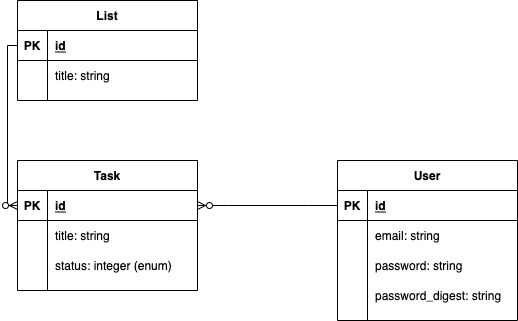 List
PK id
title: string
Task
PK id
title: string
status: integer (enum)
User
PK id
email: string
password: string
password_digest: string